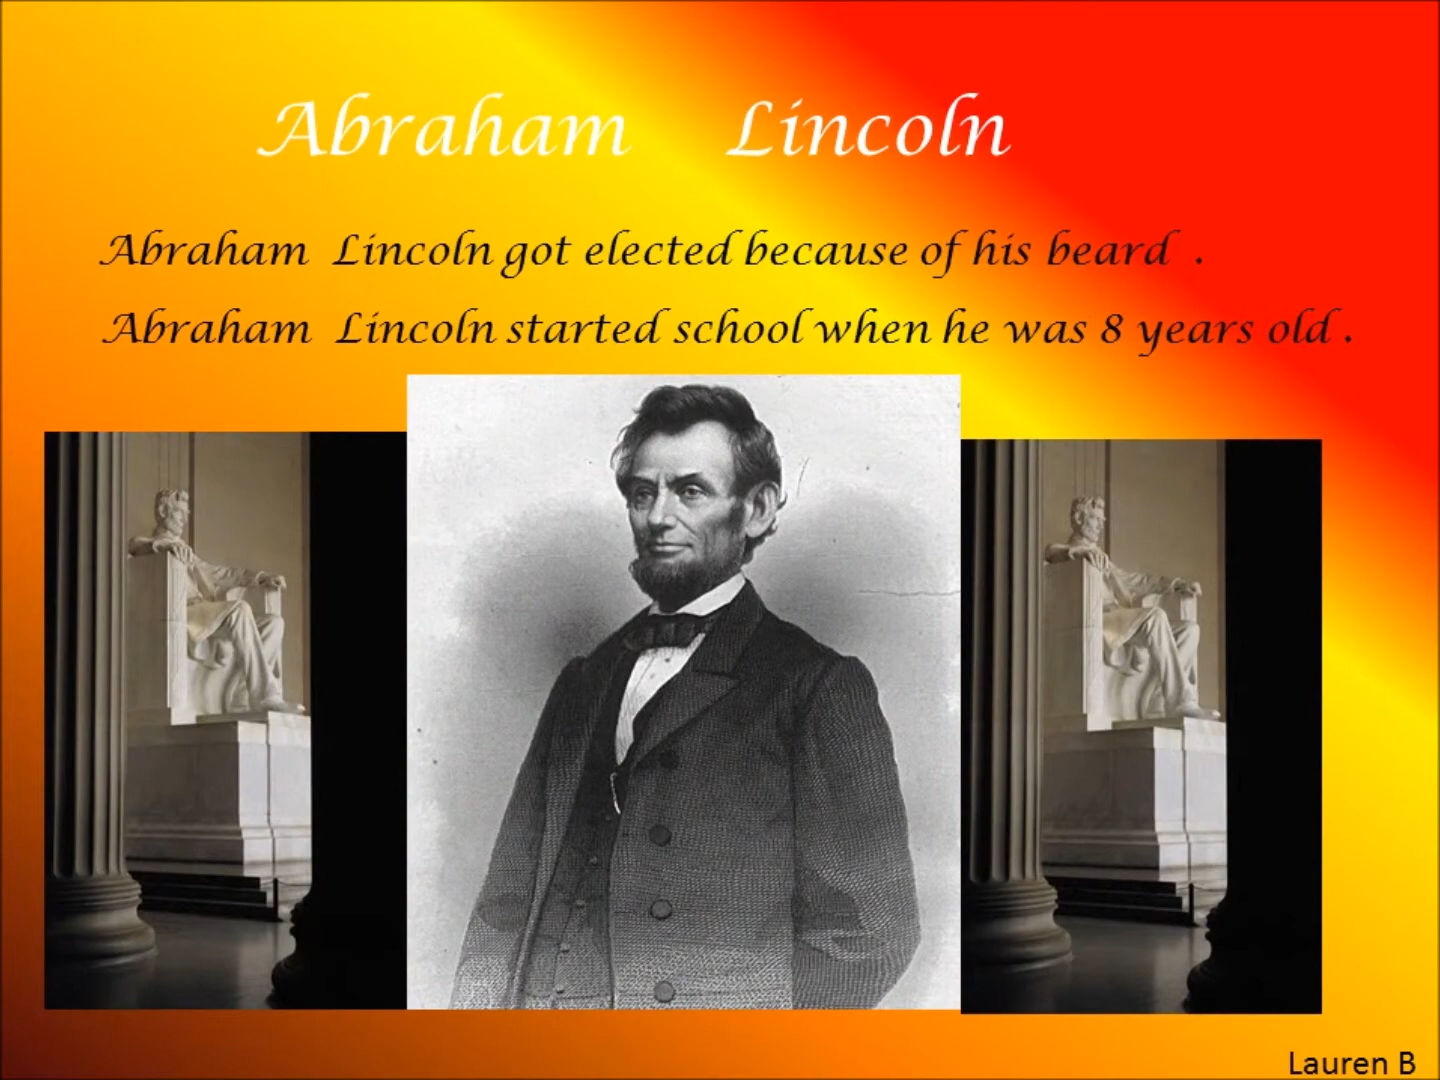 Abraham Lincoln
Abraham Lincoln got elected because of his beard .
Abraham Lincoln started school when he was 8 years old .
Lauren B